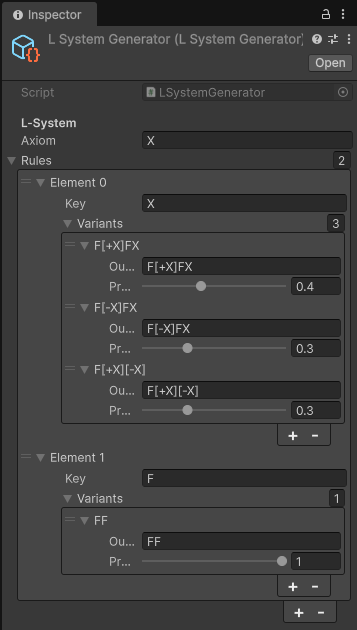 Inspector
L System Generator (L System Generator)
Open
Script LSystemGenerator
L-System
Axiom X
Rules 2
Element 0
Key X
Variants 3
F[+X]FX
Ou... F[+X]FX
Pr... 0.4
F[-X]FX
Ou... F[-X]FX
Pr... 0.3
F[+X][-X]
Ou... F[+X][-X]
Pr... 0.3
+ -
Element 1
Key F
Variants 1
FF
Ou... FF
Pr... 1
+ -
+ -